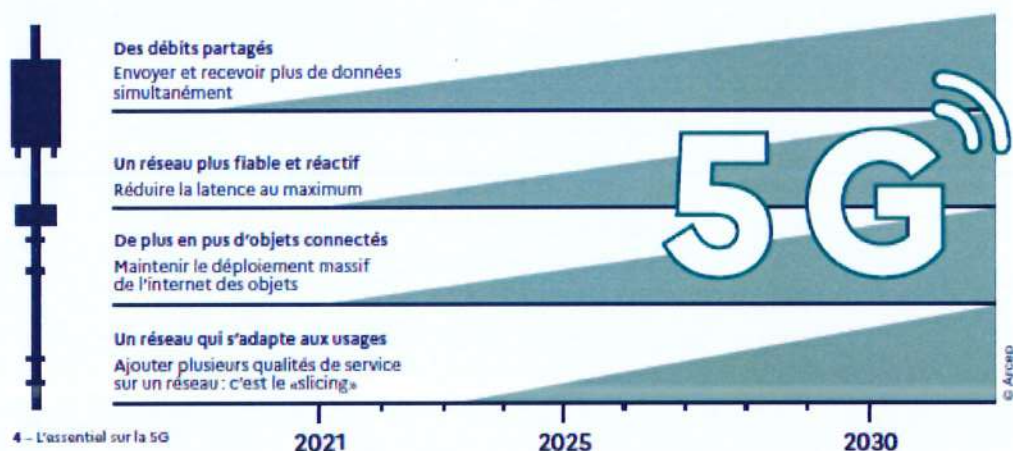 Des débits partagés
Envoyer et recevoir plus de données
simultanément
Un réseau plus fiable et réactif
Réduire la latence au maximum
5G
De plus en pus d'objets connectés
Maintenir le déploiement massif
de l'internet des objets
Un réseau qui s'adapte aux usages
Ajouter plusieurs qualités de service
sur un réseau : c'est le «slicing»
© Arcep
4 – L'essentiel sur la 5G
2021
2025
2030